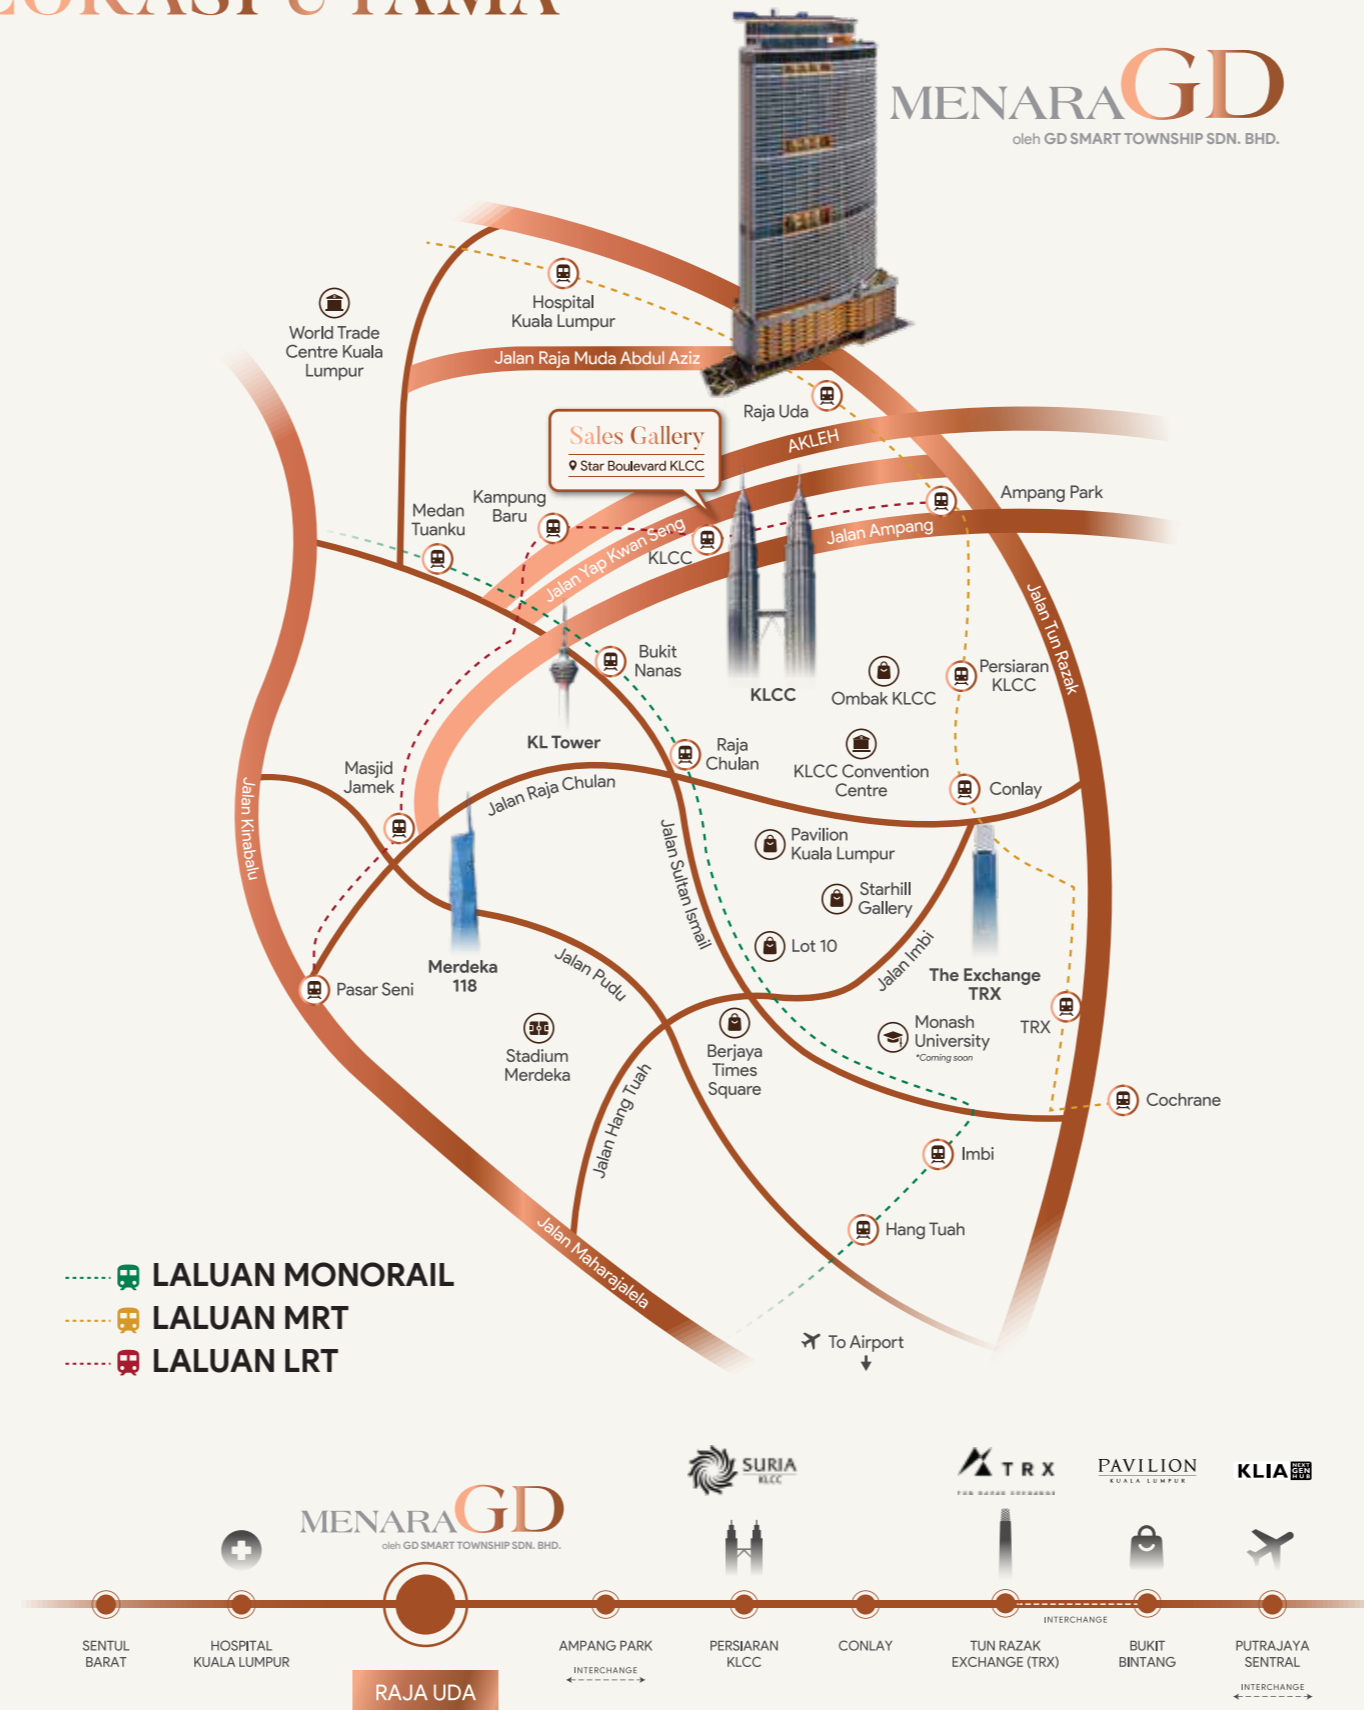 LOKASI UTAMA
MENARA GD
oleh GD SMART TOWNSHIP SDN. BHD.
Hospital
Kuala Lumpur
World Trade
Centre Kuala
Lumpur
Jalan Raja Muda Abdul Aziz
Raja Uda
Sales Gallery
Star Boulevard KLCC
AKLEH
Kampung
Baru
Medan
Tuanku
Ampang Park
Jalan Yap Kwan Seng
KLCC
Jalan Ampang
Jalan Tun Razak
Bukit
Nanas
Persiaran
KLCC
KLCC
Ombak KLCC
KL Tower
Raja
Chulan
KLCC Convention
Centre
Masjid
Jamek
Jalan Raja Chulan
Conlay
Jalan Kinabalu
Jalan Sultan Ismail
Pavilion
Kuala Lumpur
Starhill
Gallery
Lot 10
Jalan Imbi
Merdeka
118
Jalan Pudu
The Exchange
TRX
Pasar Seni
Stadium
Merdeka
Berjaya
Times
Square
Monash
University
*Coming soon
TRX
Jalan Hang Tuah
Cochrane
Imbi
Hang Tuah
Jalan Maharajalela
LALUAN MONORAIL
LALUAN MRT
LALUAN LRT
To Airport
SURIA
KLCC
TRX
PAVILION
KUALA LUMPUR
KLIA NEXT
GEN
HUB
MENARA GD
oleh GD SMART TOWNSHIP SDN. BHD.
INTERCHANGE
SENTUL
BARAT
HOSPITAL
KUALA LUMPUR
RAJA UDA
AMPANG PARK
INTERCHANGE
PERSIARAN
KLCC
CONLAY
TUN RAZAK
EXCHANGE (TRX)
BUKIT
BINTANG
PUTRAJAYA
SENTRAL
INTERCHANGE